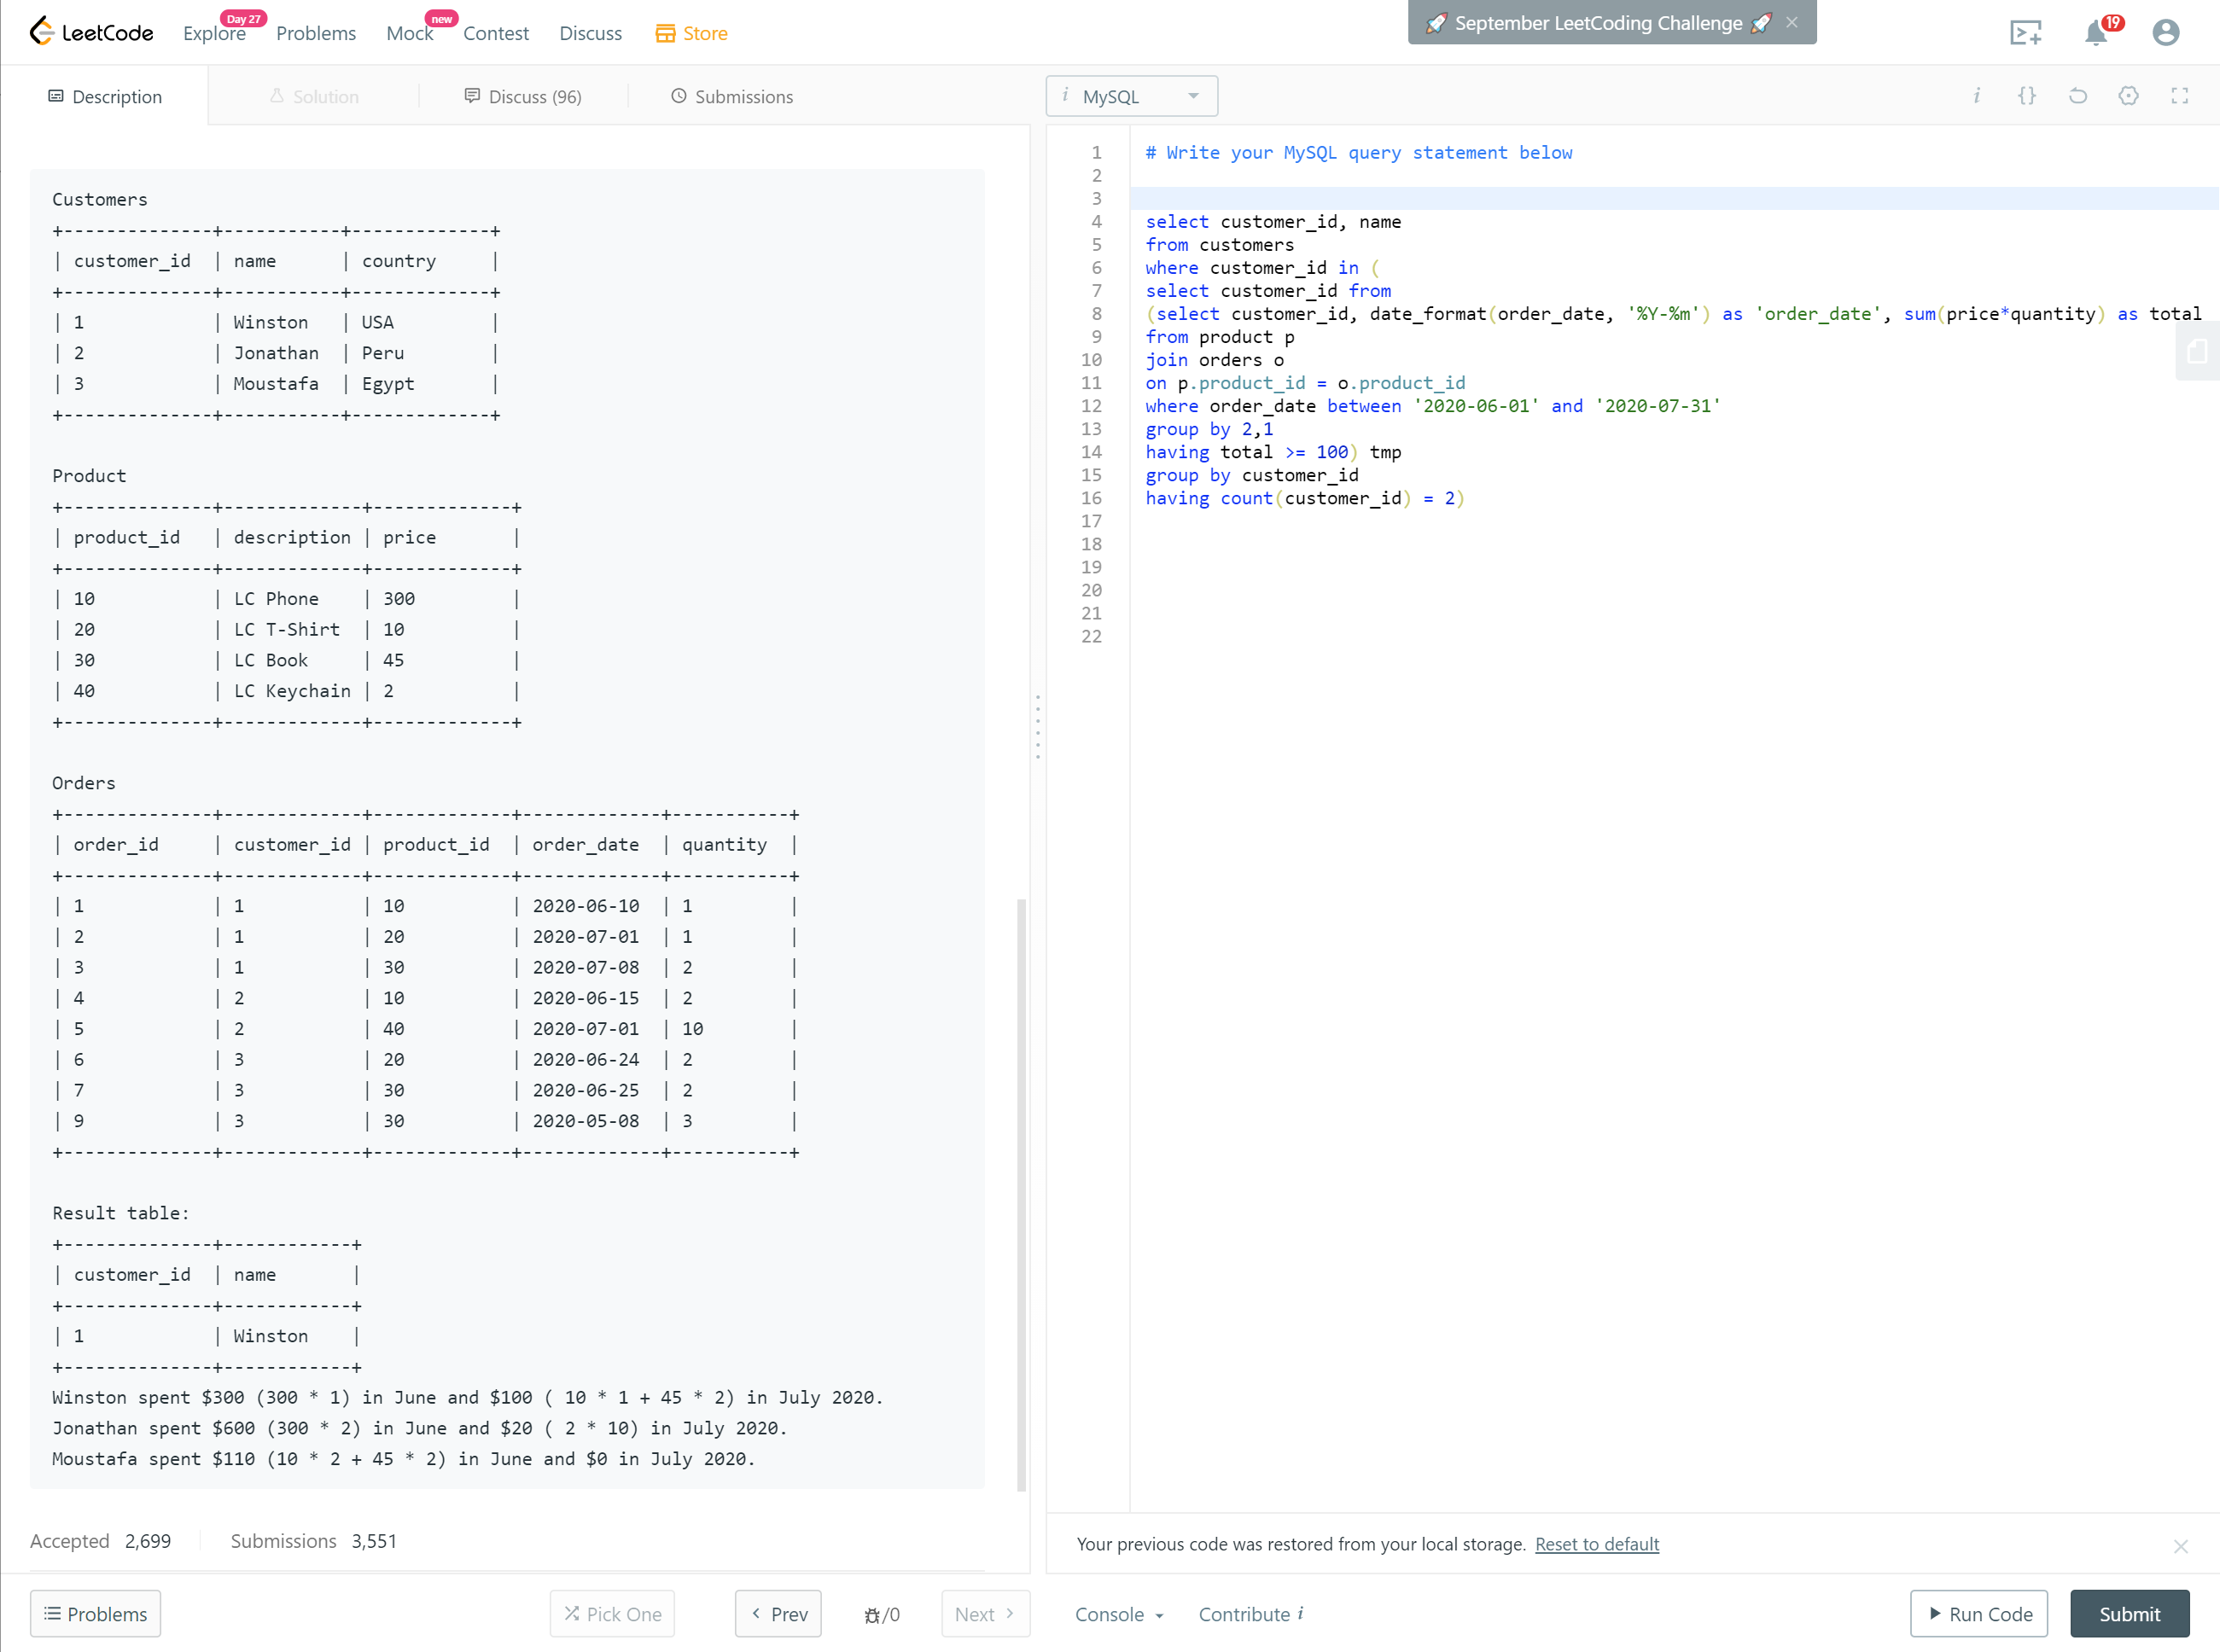 LeetCode Explore Day 27 Problems Mock new Contest Discuss Store 🚀 September LeetCoding Challenge 🚀 × 19
Description Solution Discuss (96) Submissions
Customers
+--------------+-----------+-------------+
| customer_id  | name      | country     |
+--------------+-----------+-------------+
| 1            | Winston   | USA         |
| 2            | Jonathan  | Peru        |
| 3            | Moustafa  | Egypt       |
+--------------+-----------+-------------+
Product
+--------------+-------------+-------------+
| product_id   | description | price       |
+--------------+-------------+-------------+
| 10           | LC Phone    | 300         |
| 20           | LC T-Shirt  | 10          |
| 30           | LC Book     | 45          |
| 40           | LC Keychain | 2           |
+--------------+-------------+-------------+
Orders
+--------------+-------------+-------------+-------------+-----------+
| order_id     | customer_id | product_id  | order_date  | quantity  |
+--------------+-------------+-------------+-------------+-----------+
| 1            | 1           | 10          | 2020-06-10  | 1         |
| 2            | 1           | 20          | 2020-07-01  | 1         |
| 3            | 1           | 30          | 2020-07-08  | 2         |
| 4            | 2           | 10          | 2020-06-15  | 2         |
| 5            | 2           | 40          | 2020-07-01  | 10        |
| 6            | 3           | 20          | 2020-06-24  | 2         |
| 7            | 3           | 30          | 2020-06-25  | 2         |
| 9            | 3           | 30          | 2020-05-08  | 3         |
+--------------+-------------+-------------+-------------+-----------+
Result table:
+--------------+------------+
| customer_id  | name       |
+--------------+------------+
| 1            | Winston    |
+--------------+------------+
Winston spent $300 (300 * 1) in June and $100 ( 10 * 1 + 45 * 2) in July 2020.
Jonathan spent $600 (300 * 2) in June and $20 ( 2 * 10) in July 2020.
Moustafa spent $110 (10 * 2 + 45 * 2) in June and $0 in July 2020.
Accepted 2,699 Submissions 3,551
Problems Pick One Prev /0 Next
i MySQL i {}
1 # Write your MySQL query statement below
2
3
4 select customer_id, name
5 from customers
6 where customer_id in (
7 select customer_id from
8 (select customer_id, date_format(order_date, '%Y-%m') as 'order_date', sum(price*quantity) as total
9 from product p
10 join orders o
11 on p.product_id = o.product_id
12 where order_date between '2020-06-01' and '2020-07-31'
13 group by 2,1
14 having total >= 100) tmp
15 group by customer_id
16 having count(customer_id) = 2)
17
18
19
20
21
22
Your previous code was restored from your local storage. Reset to default ×
Console Contribute i Run Code Submit